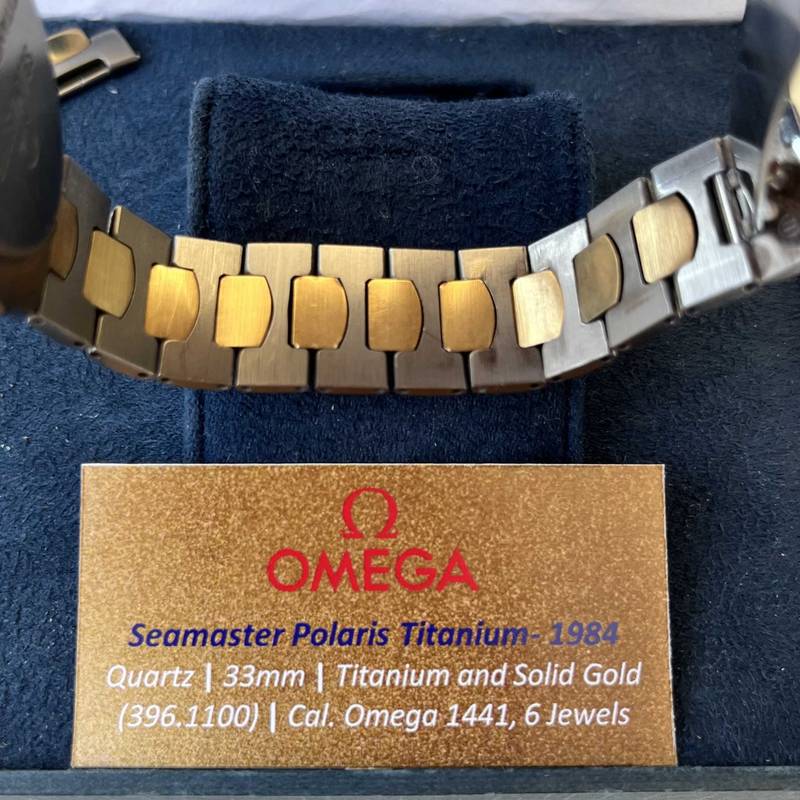 Ω
OMEGA
Seamaster Polaris Titanium- 1984
Quartz | 33mm | Titanium and Solid Gold
(396.1100) | Cal. Omega 1441, 6 Jewels